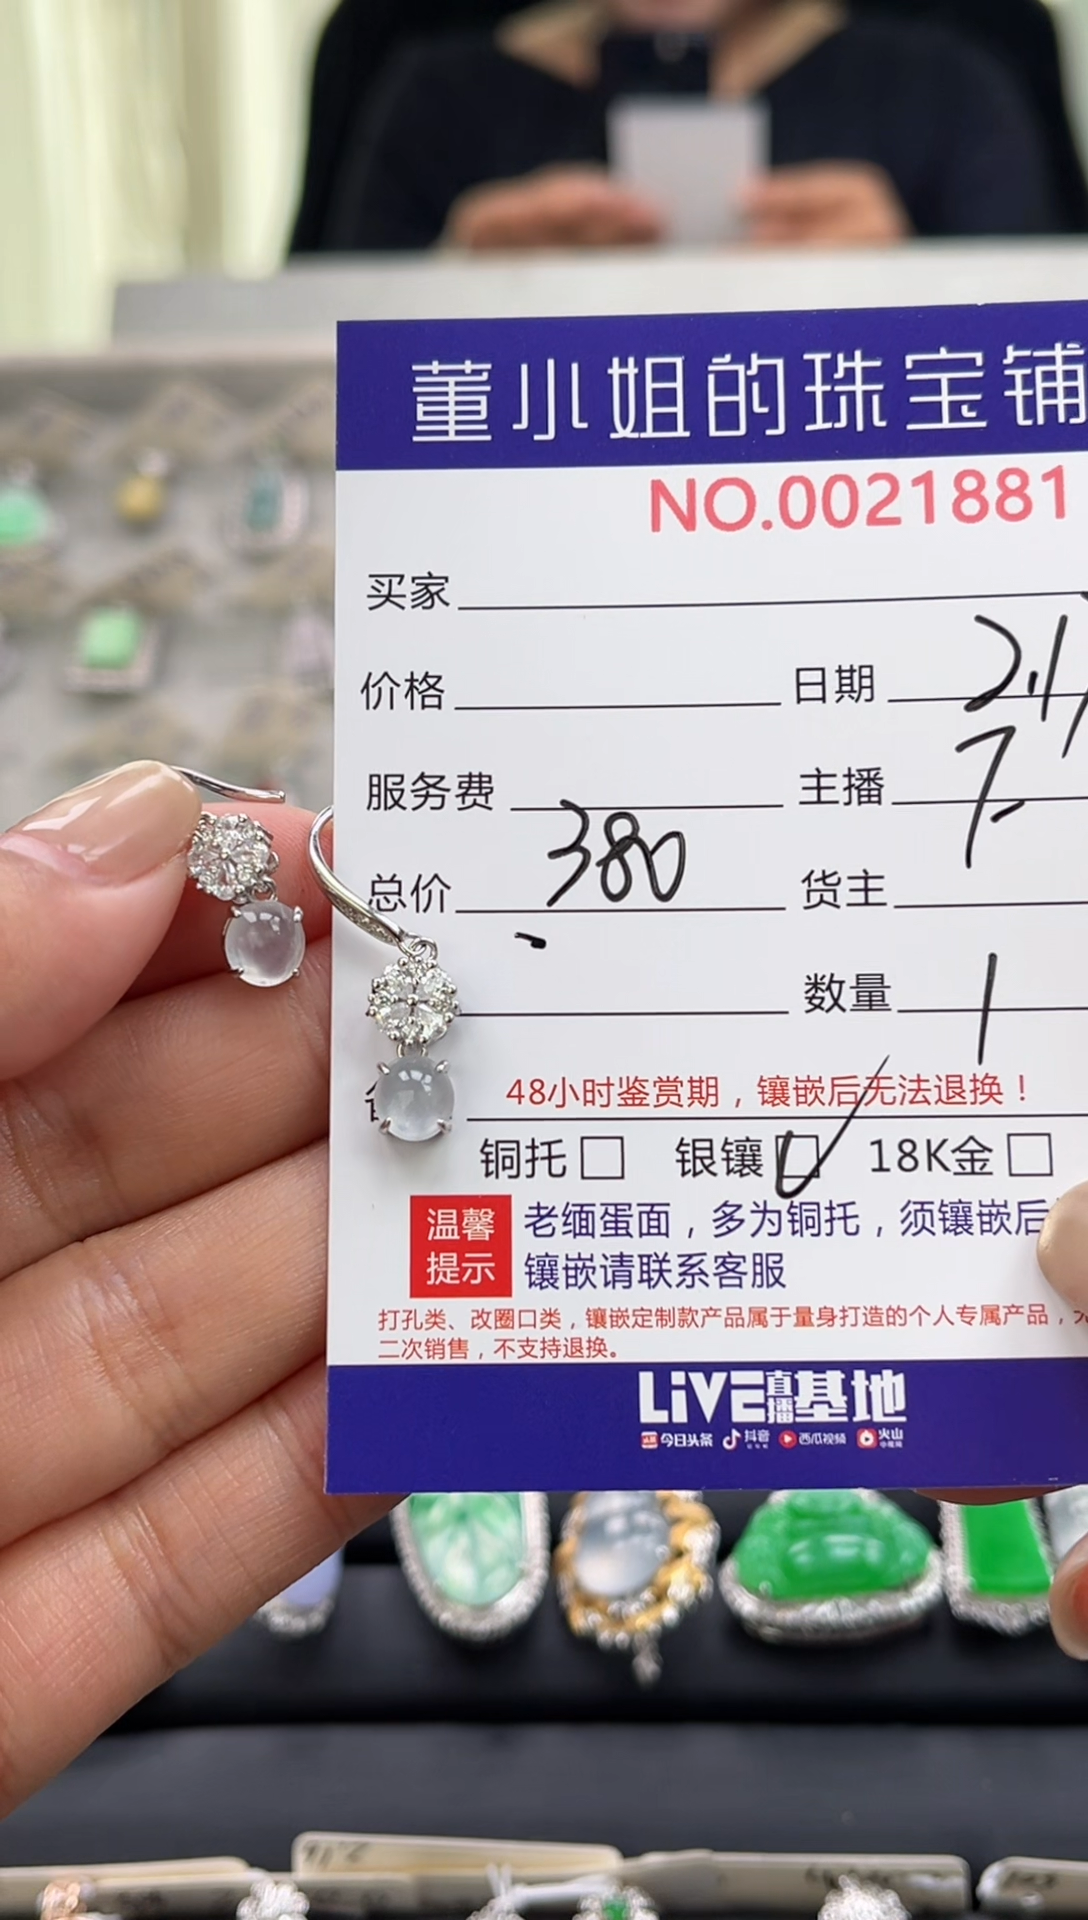 董小姐的珠宝铺
NO.0021881
买家
价格 日期
服务费 主播 7
总价 380 货主
数量 1
48小时鉴赏期，镶嵌后无法退换！
铜托 银镶 18K金
温馨提示 老缅蛋面，多为铜托，须镶嵌后
镶嵌请联系客服
打孔类、改圈口类，镶嵌定制款产品属于量身打造的个人专属产品，
二次销售，不支持退换。
LiVE直播基地
今日头条 抖音 西瓜视频 火山